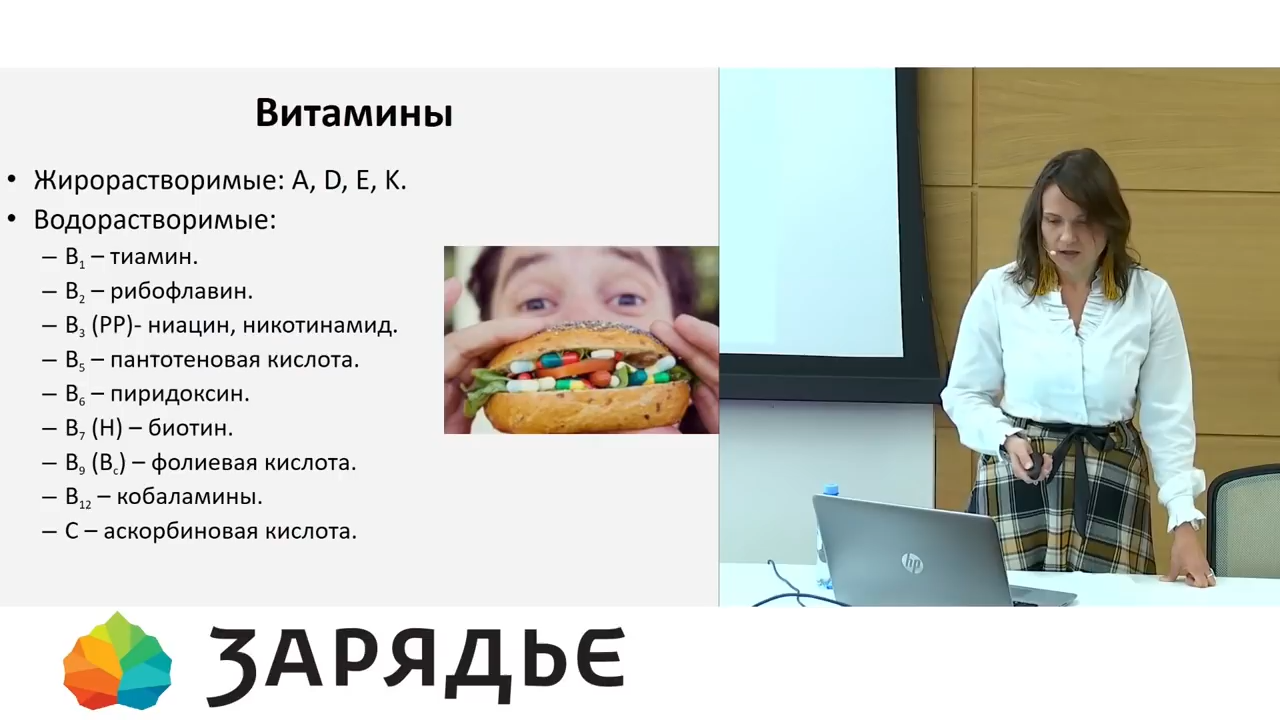 Витамины
• Жирорастворимые: A, D, E, K.
• Водорастворимые:
– B₁ – тиамин.
– B₂ – рибофлавин.
– B₃ (PP)- ниацин, никотинамид.
– B₅ – пантотеновая кислота.
– B₆ – пиридоксин.
– B₇ (H) – биотин.
– B₉ (Bc) – фолиевая кислота.
– B₁₂ – кобаламины.
– C – аскорбиновая кислота.
hp
ЗАРЯДЬЕ